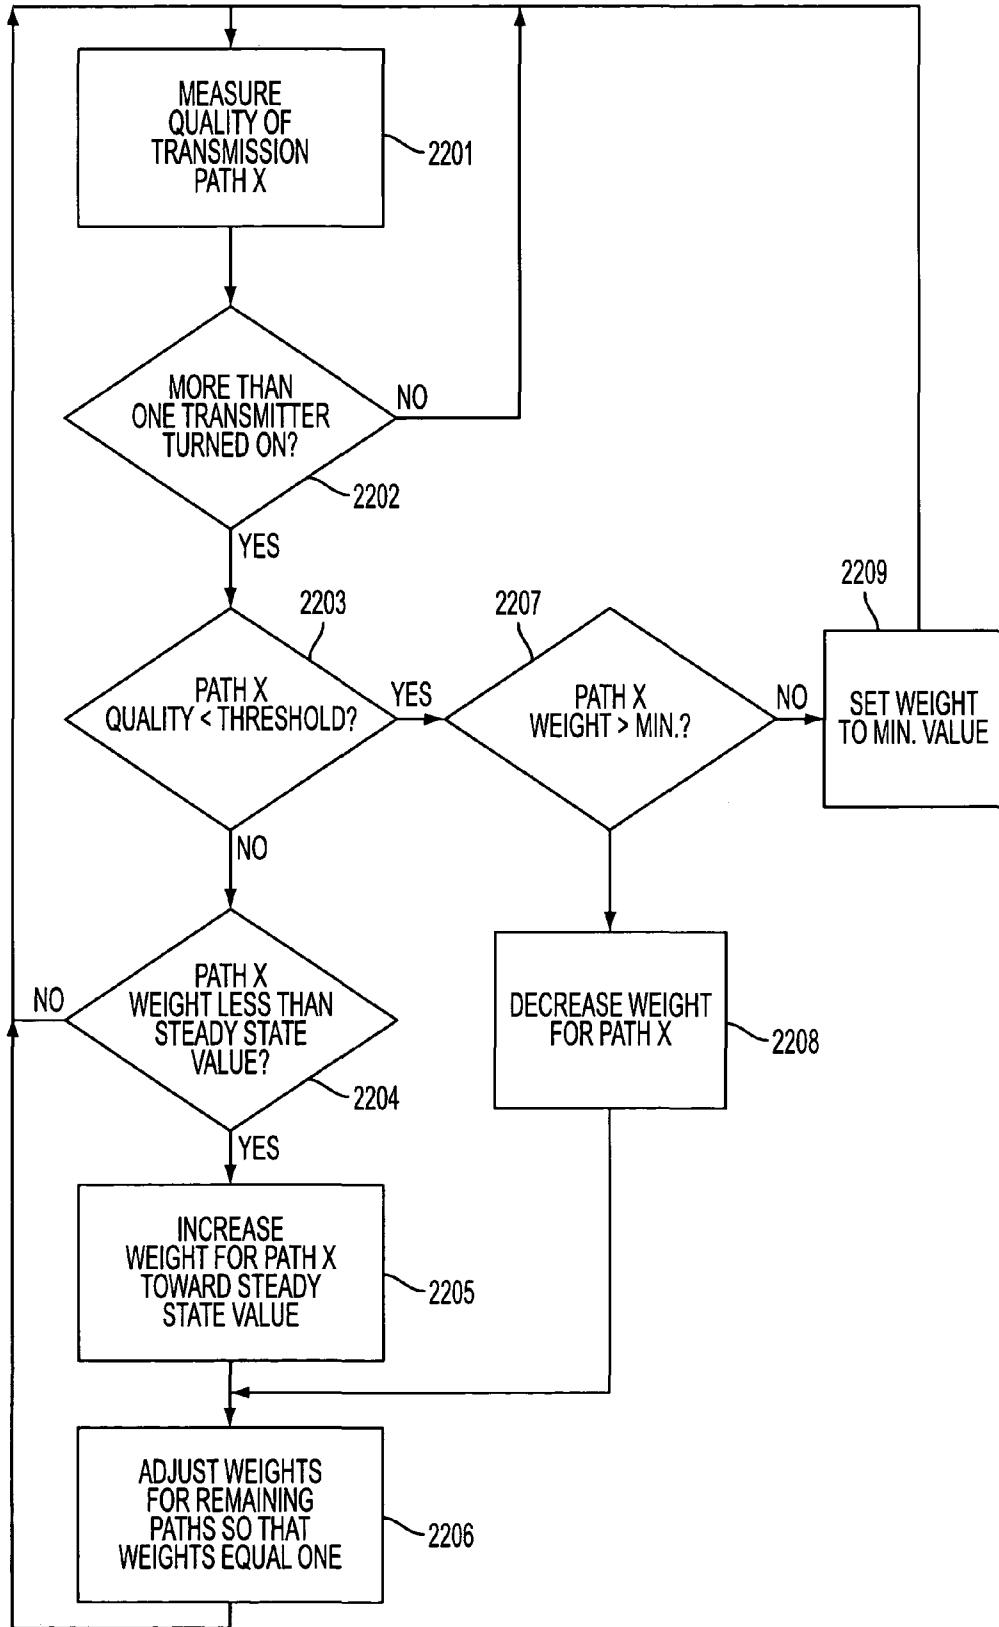 MEASURE
QUALITY OF
TRANSMISSION
PATH X
2201
MORE THAN
ONE TRANSMITTER
TURNED ON?
NO
2202
YES
2203
PATH X
QUALITY < THRESHOLD?
YES
2207
PATH X
WEIGHT > MIN.?
NO
2209
SET WEIGHT
TO MIN. VALUE
NO
PATH X
WEIGHT LESS THAN
STEADY STATE
VALUE?
NO
2204
YES
DECREASE WEIGHT
FOR PATH X
2208
INCREASE
WEIGHT FOR PATH X
TOWARD STEADY
STATE VALUE
2205
ADJUST WEIGHTS
FOR REMAINING
PATHS SO THAT
WEIGHTS EQUAL ONE
2206